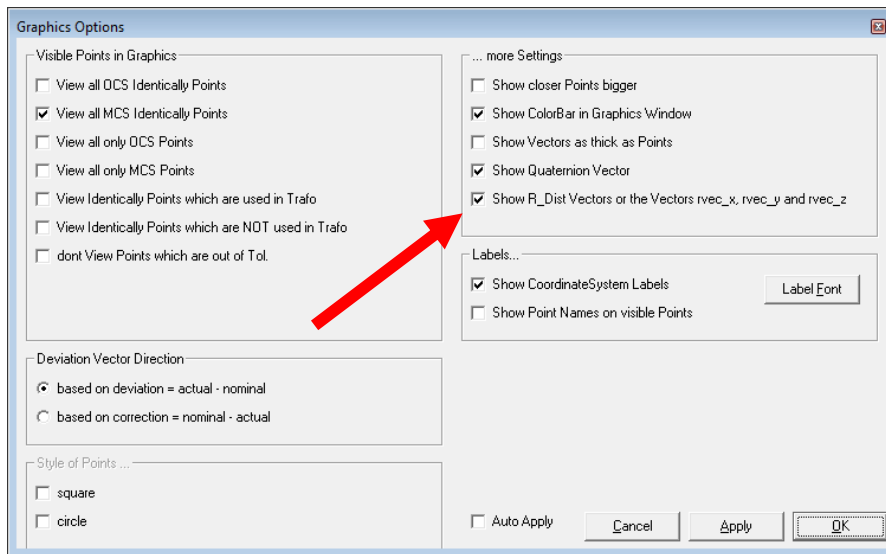 Graphics Options
Visible Points in Graphics
View all OCS Identically Points
View all MCS Identically Points
View all only OCS Points
View all only MCS Points
View Identically Points which are used in Trafo
View Identically Points which are NOT used in Trafo
dont View Points which are out of Tol.
Deviation Vector Direction
based on deviation = actual - nominal
based on correction = nominal - actual
Style of Points ...
square
circle
... more Settings
Show closer Points bigger
Show ColorBar in Graphics Window
Show Vectors as thick as Points
Show Quaternion Vector
Show R_Dist Vectors or the Vectors rvec_x, rvec_y and rvec_z
Labels...
Show CoordinateSystem Labels
Label Font
Show Point Names on visible Points
Auto Apply
Cancel
Apply
OK